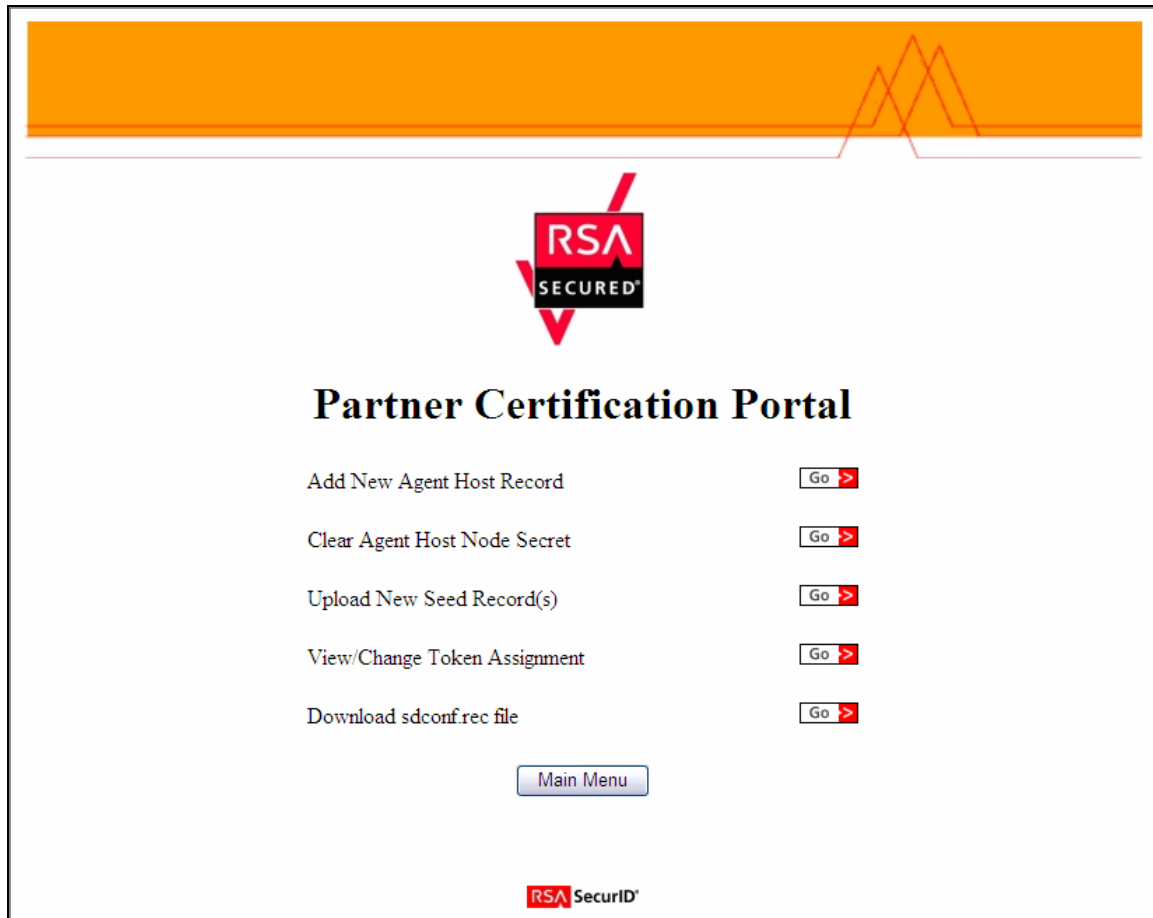 RSA
SECURED®
Partner Certification Portal
Add New Agent Host Record Go >
Clear Agent Host Node Secret Go >
Upload New Seed Record(s) Go >
View/Change Token Assignment Go >
Download sdconf.rec file Go >
Main Menu
RSA SecurID®